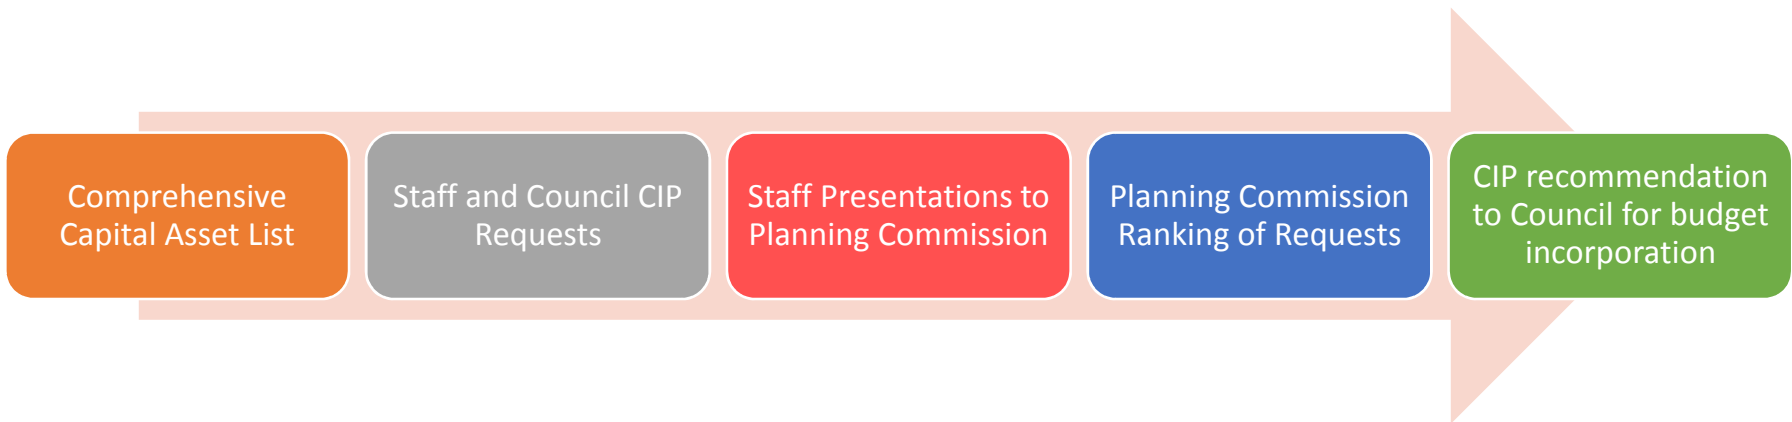 Comprehensive
Capital Asset List
Staff and Council CIP
Requests
Staff Presentations to
Planning Commission
Planning Commission
Ranking of Requests
CIP recommendation
to Council for budget
incorporation